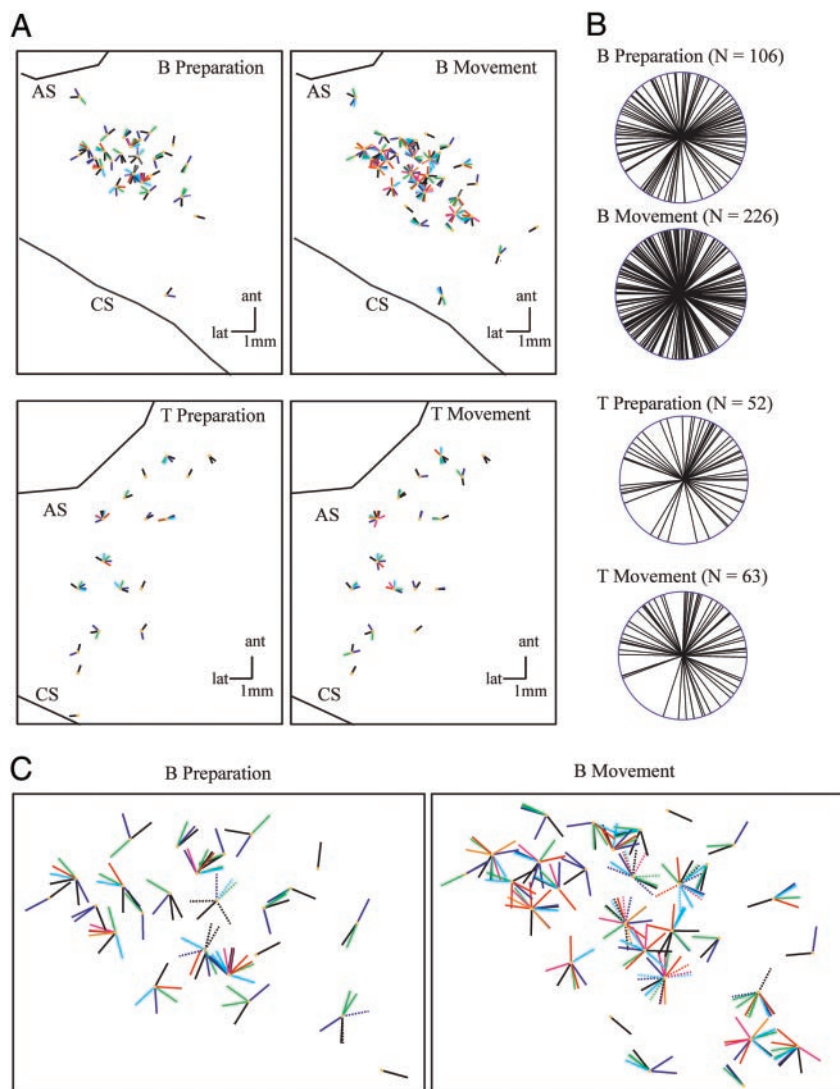 A
B Preparation
AS
CS
ant
lat
1mm
B Movement
AS
CS
ant
lat
1mm
T Preparation
AS
CS
ant
lat
1mm
T Movement
AS
CS
ant
lat
1mm
B
B Preparation (N = 106)
B Movement (N = 226)
T Preparation (N = 52)
T Movement (N = 63)
C
B Preparation
B Movement